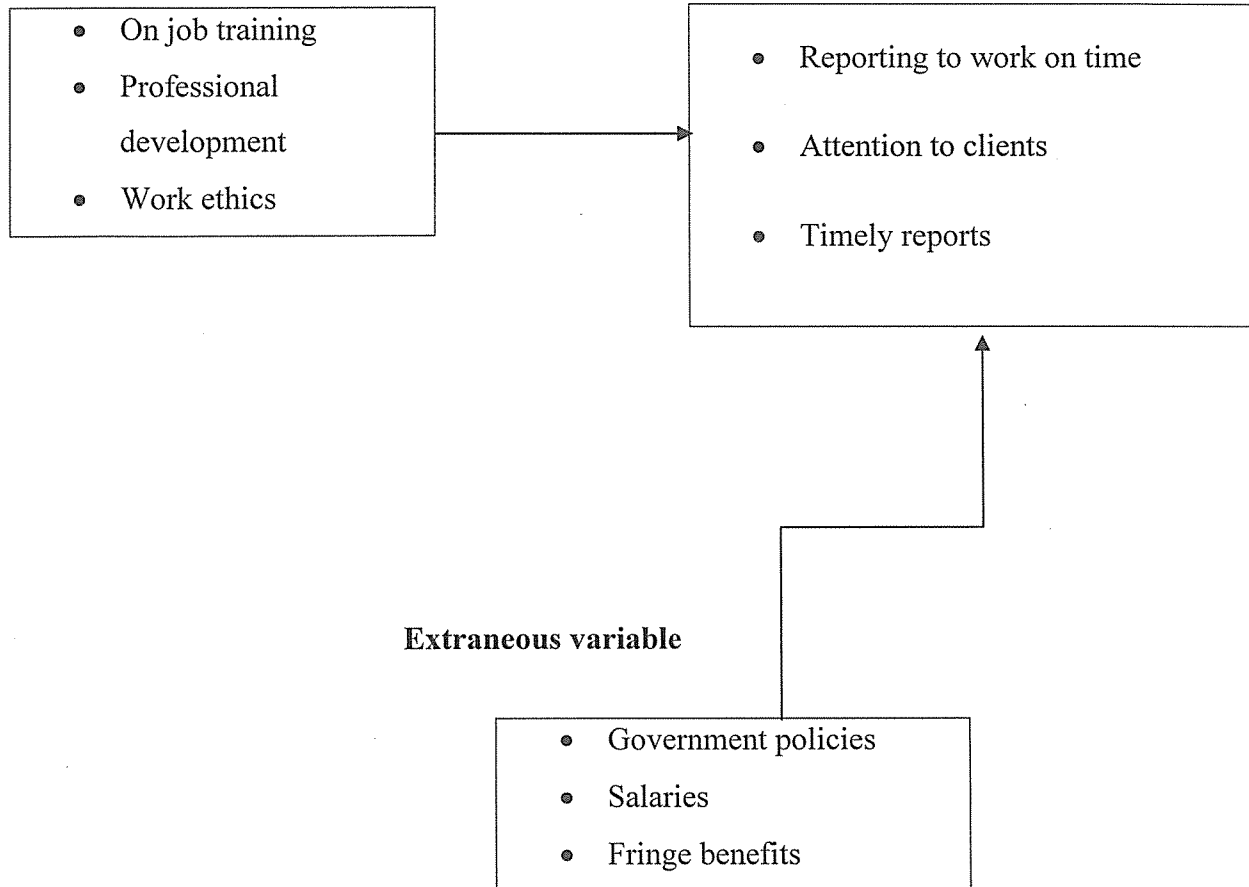 • On job training
• Professional
development
• Work ethics
• Reporting to work on time
• Attention to clients
• Timely reports
Extraneous variable
• Government policies
• Salaries
• Fringe benefits